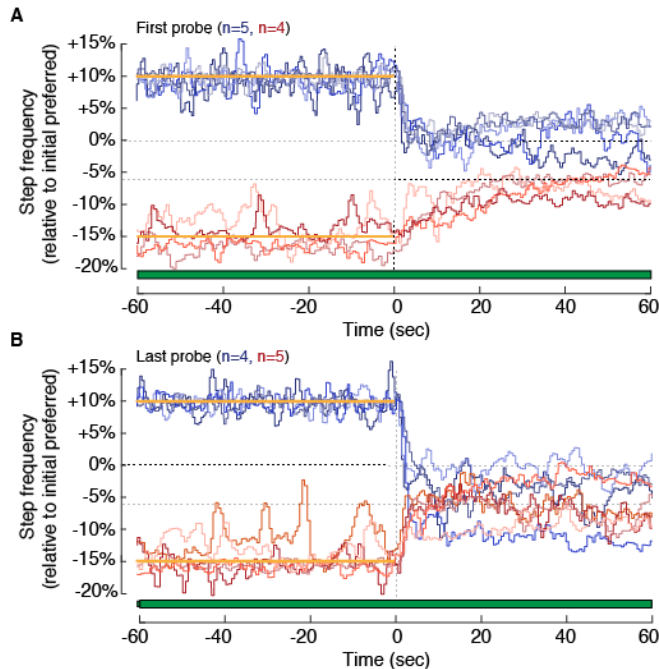 A
First probe (n=5, n=4)
+15%
+10%
+5%
0%
-5%
-10%
-15%
-20%
Step frequency
(relative to initial preferred)
-60 -40 -20 0 20 40 60
Time (sec)
B
Last probe (n=4, n=5)
+15%
+10%
+5%
0%
-5%
-10%
-15%
-20%
Step frequency
(relative to initial preferred)
-60 -40 -20 0 20 40 60
Time (sec)